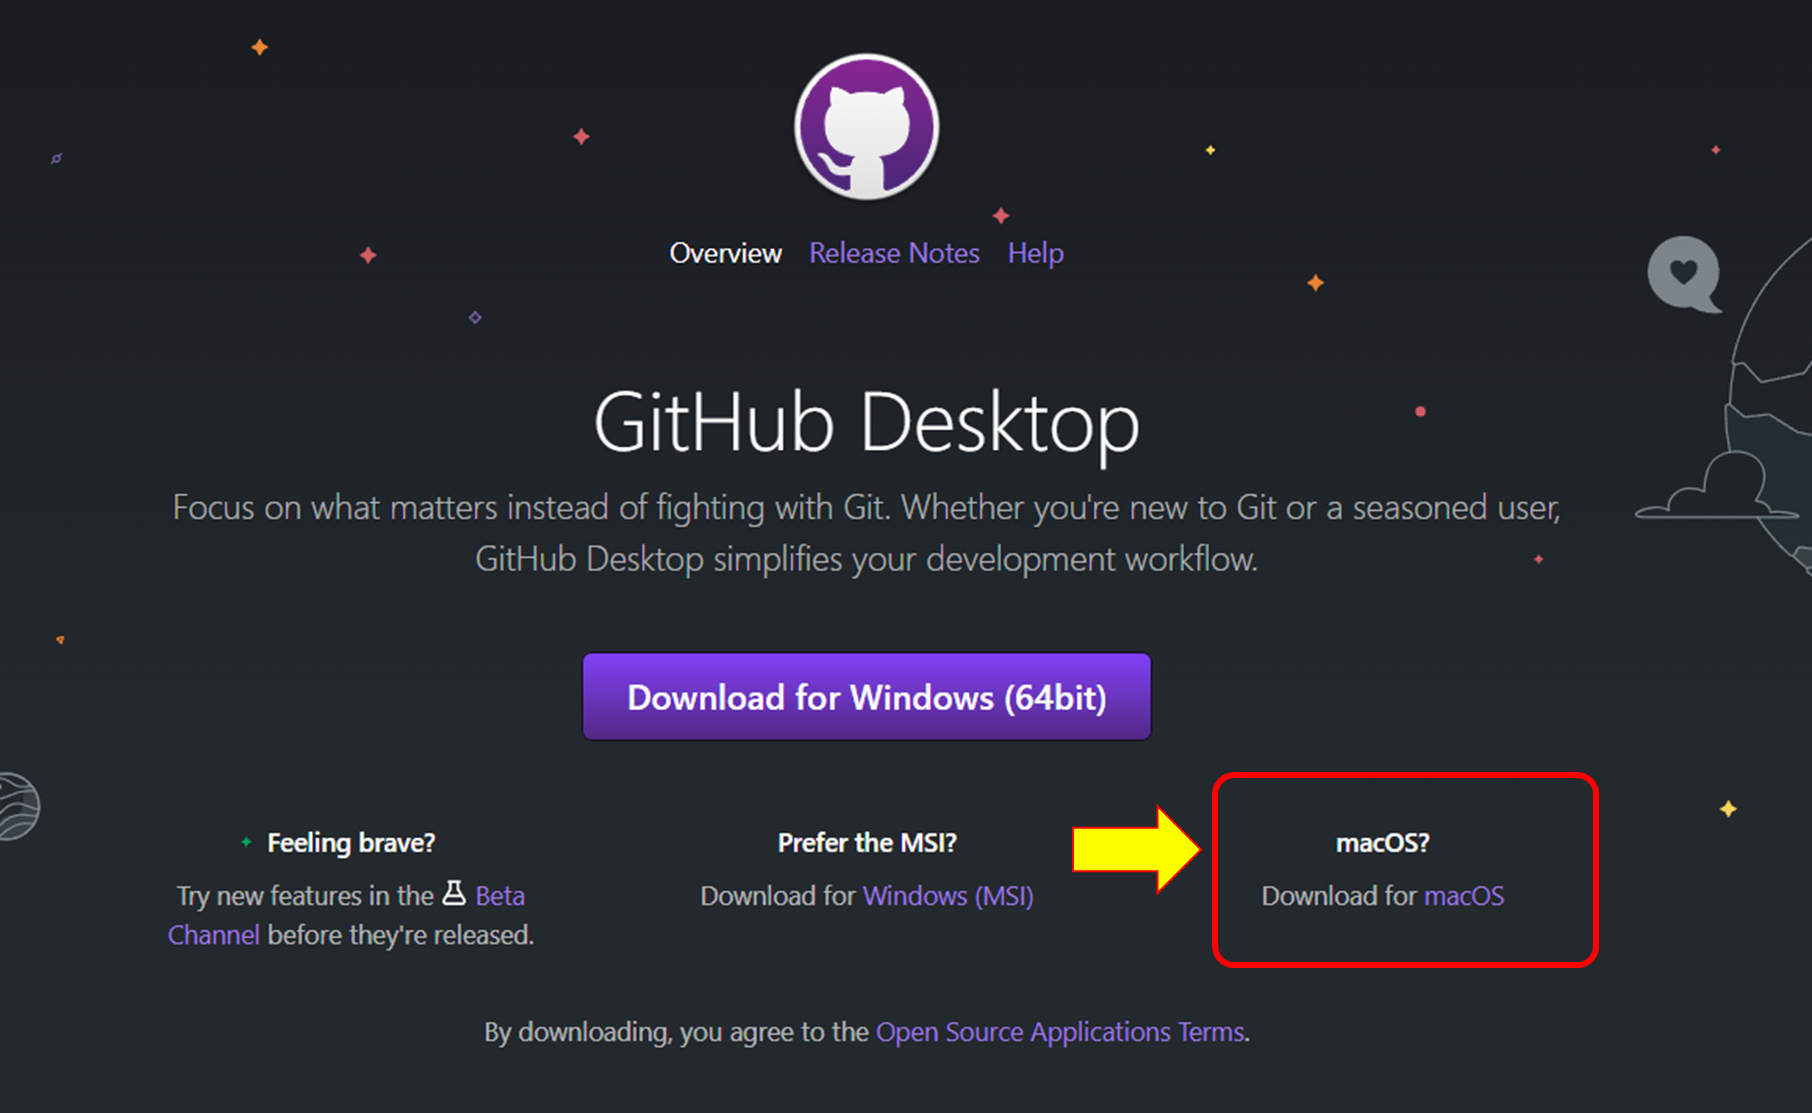 Overview Release Notes Help
GitHub Desktop
Focus on what matters instead of fighting with Git. Whether you're new to Git or a seasoned user,
GitHub Desktop simplifies your development workflow.
Download for Windows (64bit)
Feeling brave?
Try new features in the Beta
Channel before they're released.
Prefer the MSI?
Download for Windows (MSI)
macOS?
Download for macOS
By downloading, you agree to the Open Source Applications Terms.